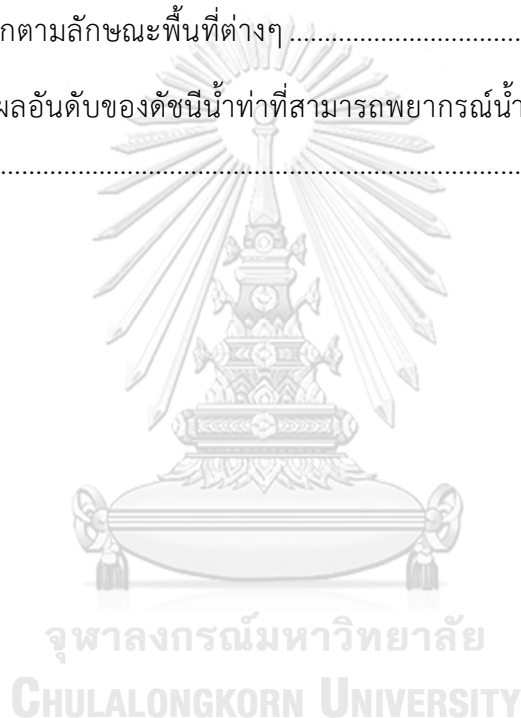 กตามลักษณะพื้นที่ต่างๆ ........................................
ผลอันดับของดัชนีน้ำท่าที่สามารถพยากรณ์น้ำ
................................................................................
จุฬาลงกรณ์มหาวิทยาลัย
CHULALONGKORN UNIVERSITY